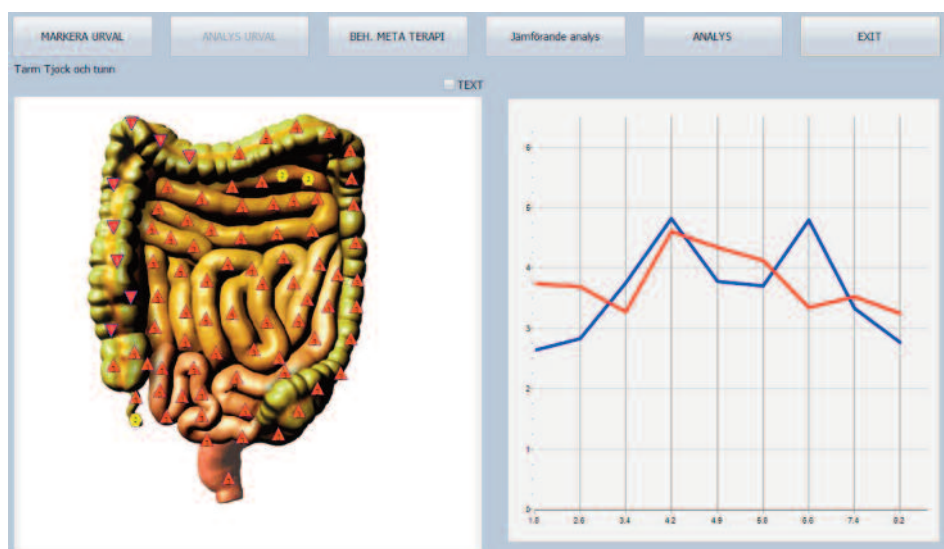 MARKERA URVAL
ANALYS URVAL
BEH. META TERAPI
Jämförande analys
ANALYS
EXIT
Tarm Tjock och tunn
TEXT
6
5
4
3
2
1
0
1.8
2.6
3.4
4.2
4.9
5.8
6.6
7.4
8.2